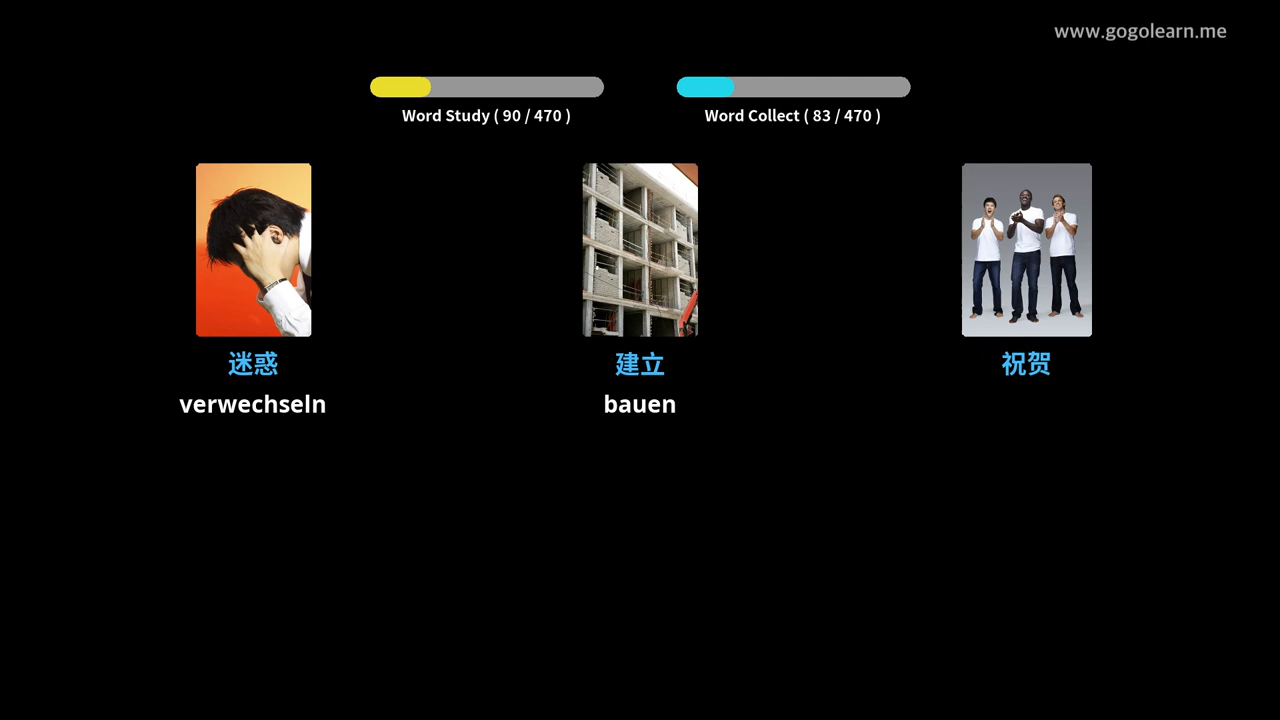 www.gogolearn.me
Word Study ( 90 / 470 )
Word Collect ( 83 / 470 )
迷惑
建立
祝贺
verwechseln
bauen